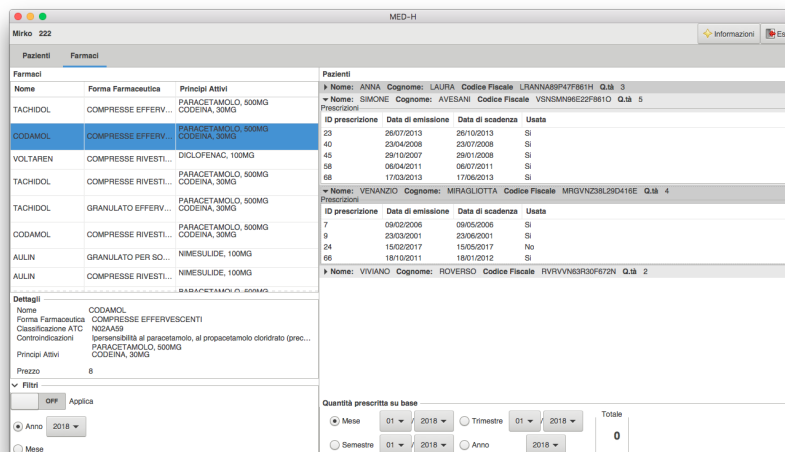 MED-H
Mirko 222
Informazioni
Es
Pazienti Farmaci
Farmaci
Nome Forma Farmaceutica Principi Attivi
TACHIDOL COMPRESSE EFFERV... PARACETAMOLO, 500MG
CODEINA, 30MG
CODAMOL COMPRESSE EFFERV... PARACETAMOLO, 500MG
CODEINA, 30MG
VOLTAREN COMPRESSE RIVESTI... DICLOFENAC, 100MG
TACHIDOL COMPRESSE RIVESTI... PARACETAMOLO, 500MG
CODEINA, 30MG
TACHIDOL GRANULATO EFFERV... PARACETAMOLO, 500MG
CODEINA, 30MG
CODAMOL COMPRESSE RIVESTI... PARACETAMOLO, 500MG
CODEINA, 30MG
AULIN GRANULATO PER SO... NIMESULIDE, 100MG
AULIN COMPRESSE RIVESTI... NIMESULIDE, 100MG
PARACETAMOLO, 500MG
Dettagli
Nome CODAMOL
Forma Farmaceutica COMPRESSE EFFERVESCENTI
Classificazione ATC N02AA59
Controindicazioni Ipersensibilità al paracetamolo, al propacetamolo cloridrato (prec...
Principi Attivi PARACETAMOLO, 500MG
CODEINA, 30MG
Prezzo 8
Filtri
OFF Applica
Anno 2018
Mese
Pazienti
Nome: ANNA Cognome: LAURA Codice Fiscale LRANNA89P47F861H Q.tà 3
Nome: SIMONE Cognome: AVESANI Codice Fiscale VSNSMN96E22F861O Q.tà 5
Prescrizioni
ID prescrizione Data di emissione Data di scadenza Usata
23 26/07/2013 26/10/2013 Si
40 23/04/2008 23/07/2008 Si
45 29/10/2007 29/01/2008 Si
58 06/04/2011 06/07/2011 Si
68 17/03/2013 17/06/2013 Si
Nome: VENANZIO Cognome: MIRAGLIOTTA Codice Fiscale MRGVNZ38L29D416E Q.tà 4
Prescrizioni
ID prescrizione Data di emissione Data di scadenza Usata
7 09/02/2006 09/05/2006 Si
9 23/03/2001 23/06/2001 Si
24 15/02/2017 15/05/2017 No
66 18/10/2011 18/01/2012 Si
Nome: VIVIANO Cognome: ROVERSO Codice Fiscale RVRVVN63R30F672N Q.tà 2
Quantità prescritta su base
Mese 01 / 2018 Trimestre 01 / 2018 Totale
Semestre 01 / 2018 Anno 2018 0